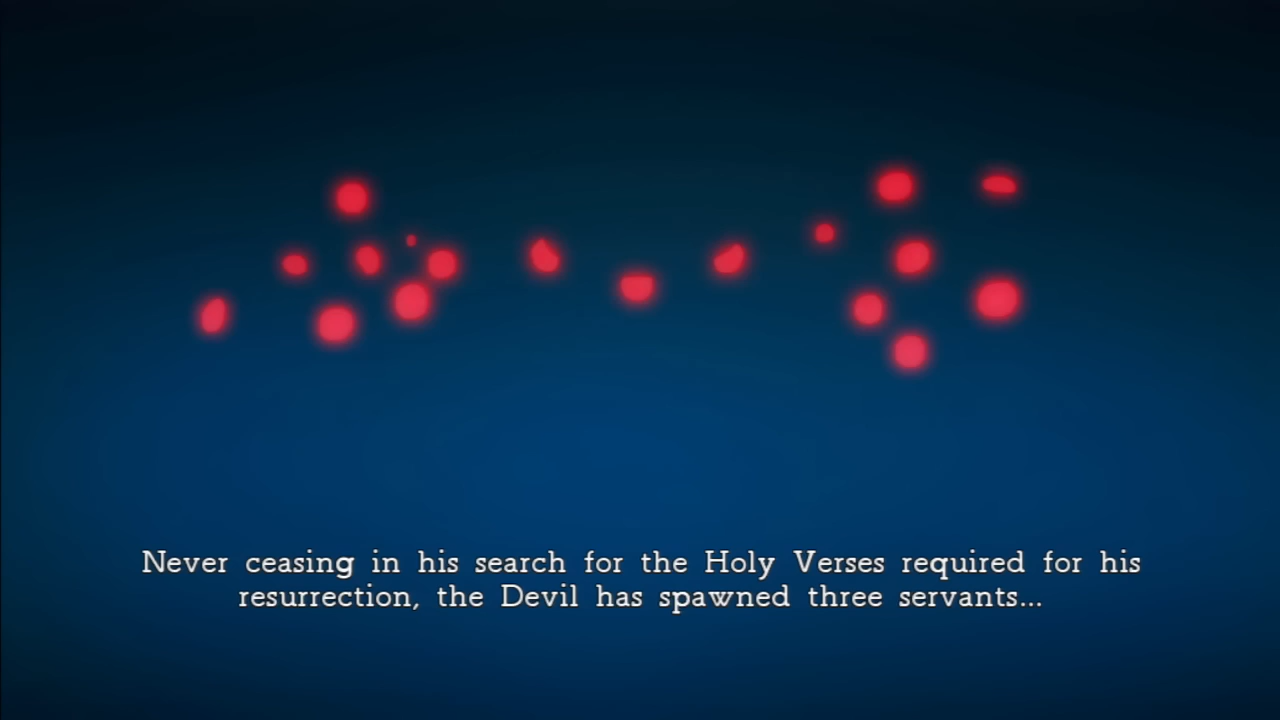 Never ceasing in his search for the Holy Verses required for his
resurrection, the Devil has spawned three servants...